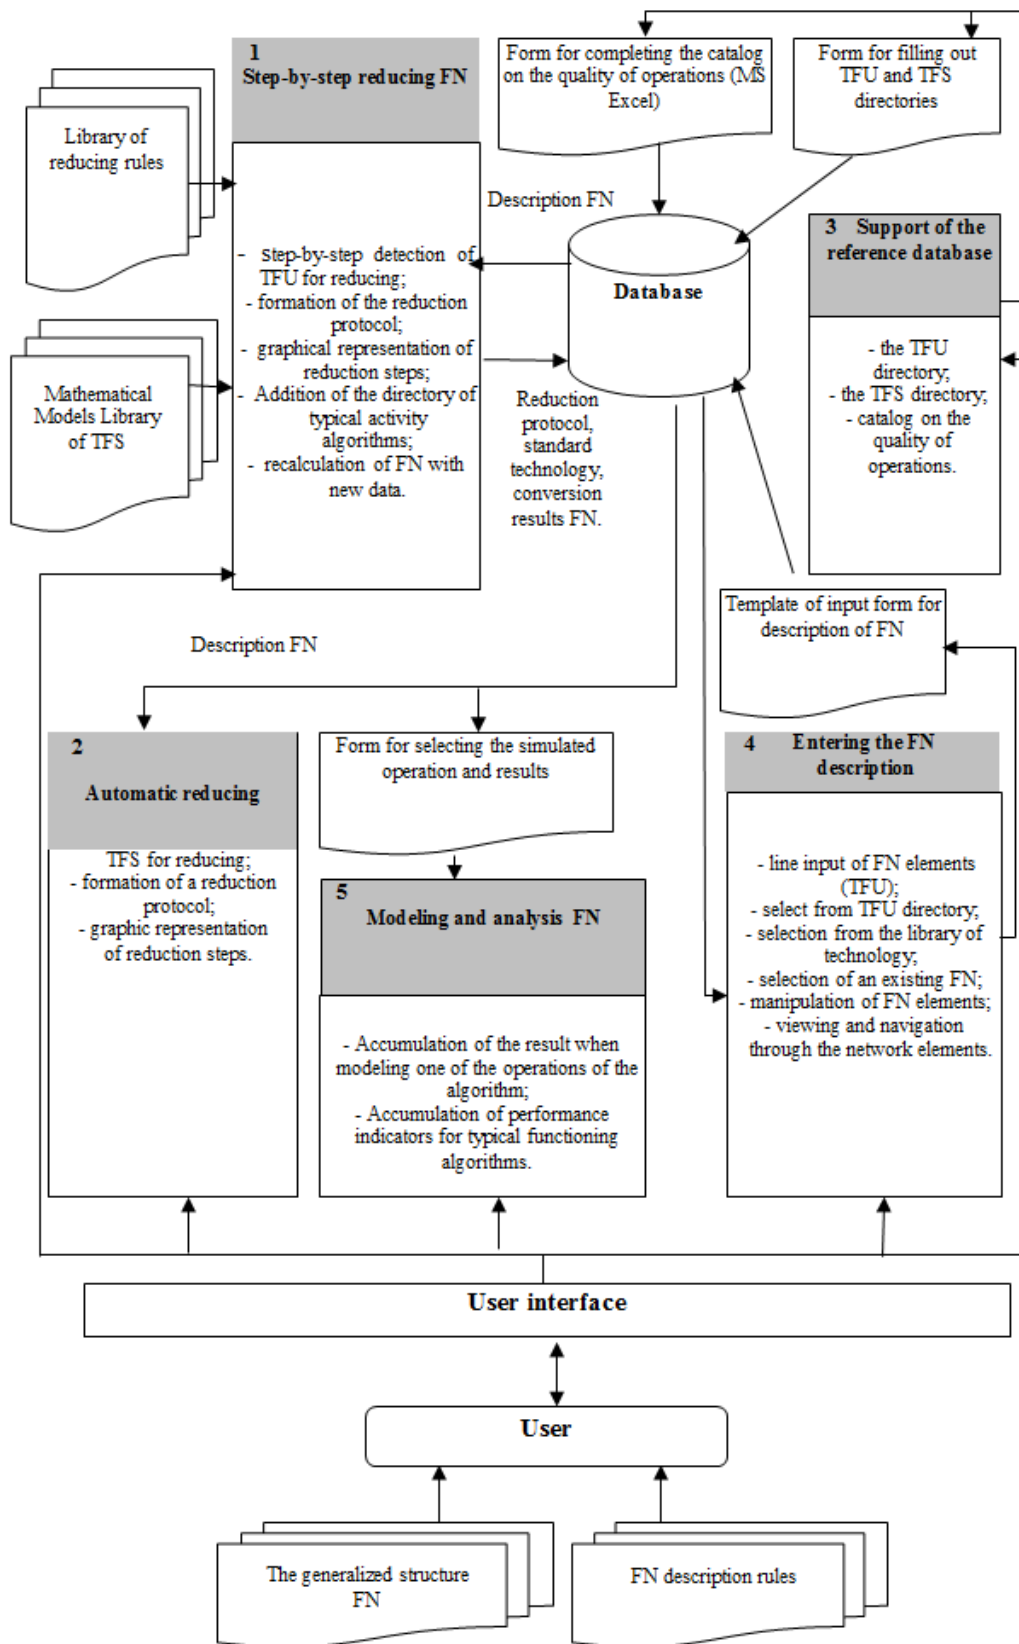 1
Step-by-step reducing FN
Form for completing the catalog
on the quality of operations (MS
Excel)
Form for filling out
TFU and TFS
directories
Library of
reducing rules
Description FN
3 Support of the
reference database
- Step-by-step detection of
TFU for reducing;
- formation of the reduction
protocol;
- graphical representation of
reduction steps;
- Addition of the directory of
typical activity
algorithms;
- recalculation of FN with
new data.
Database
- the TFU
directory;
- the TFS directory;
- catalog on the
quality of
operations.
Mathematical
Models Library
of TFS
Reduction
protocol,
standard
technology,
conversion
results FN.
Template of input form for
description of FN
Description FN
2
Automatic reducing
Form for selecting the simulated
operation and results
4 Entering the FN
description
TFS for reducing;
- formation of a reduction
protocol;
- graphic representation
of reduction steps.
5
Modeling and analysis FN
- line input of FN elements
(TFU);
- select from TFU directory;
- selection from the library of
technology;
- selection of an existing FN;
- manipulation of FN elements;
- viewing and navigation
through the network elements.
- Accumulation of the result when
modeling one of the operations of the
algorithm;
- Accumulation of performance
indicators for typical functioning
algorithms.
User interface
User
The generalized structure
FN
FN description rules